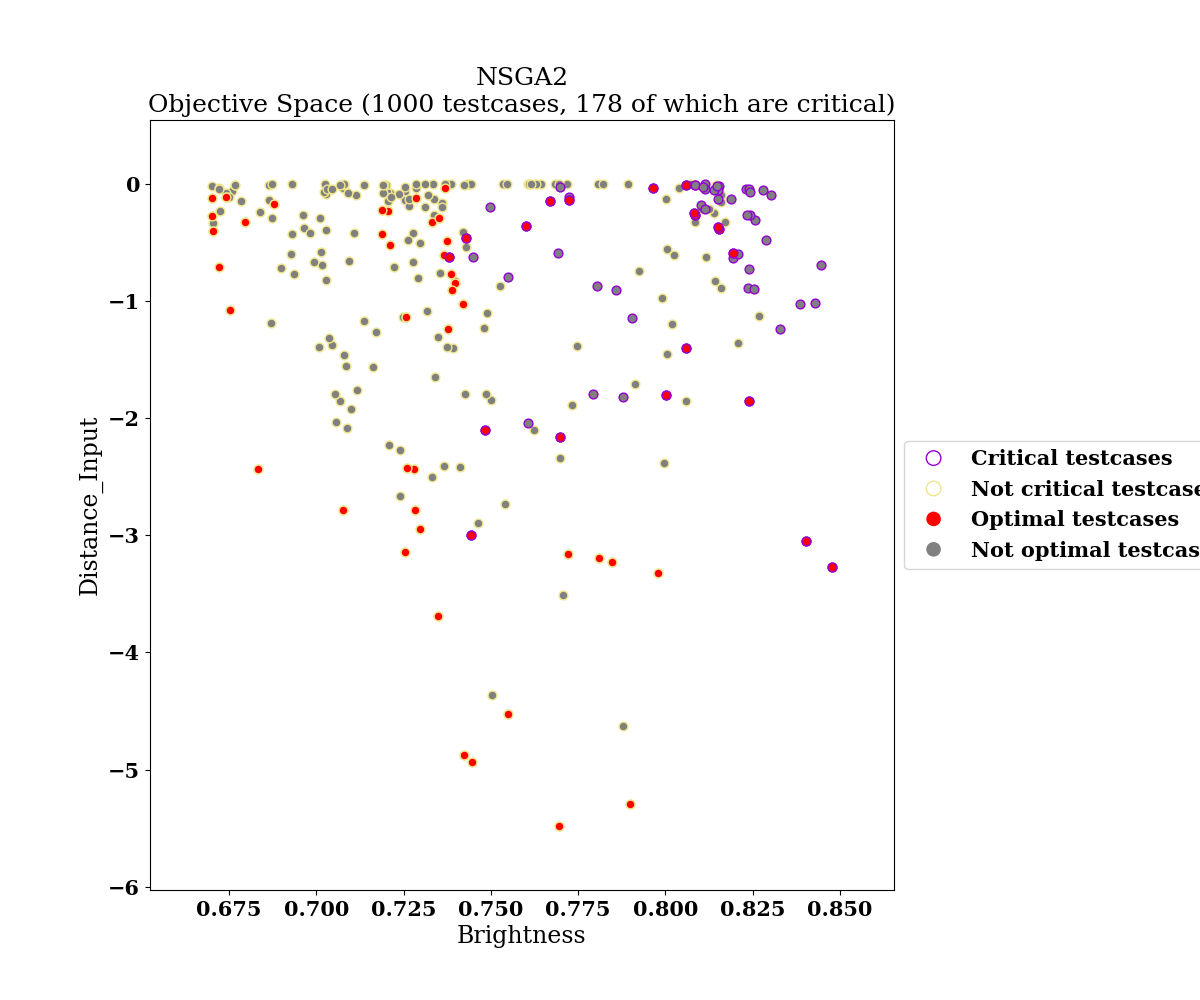 NSGA2
Objective Space (1000 testcases, 178 of which are critical)
0
−1
−2
−3
−4
−5
−6
Distance_Input
0.675 0.700 0.725 0.750 0.775 0.800 0.825 0.850
Brightness
Critical testcases
Not critical testcase
Optimal testcases
Not optimal testcas